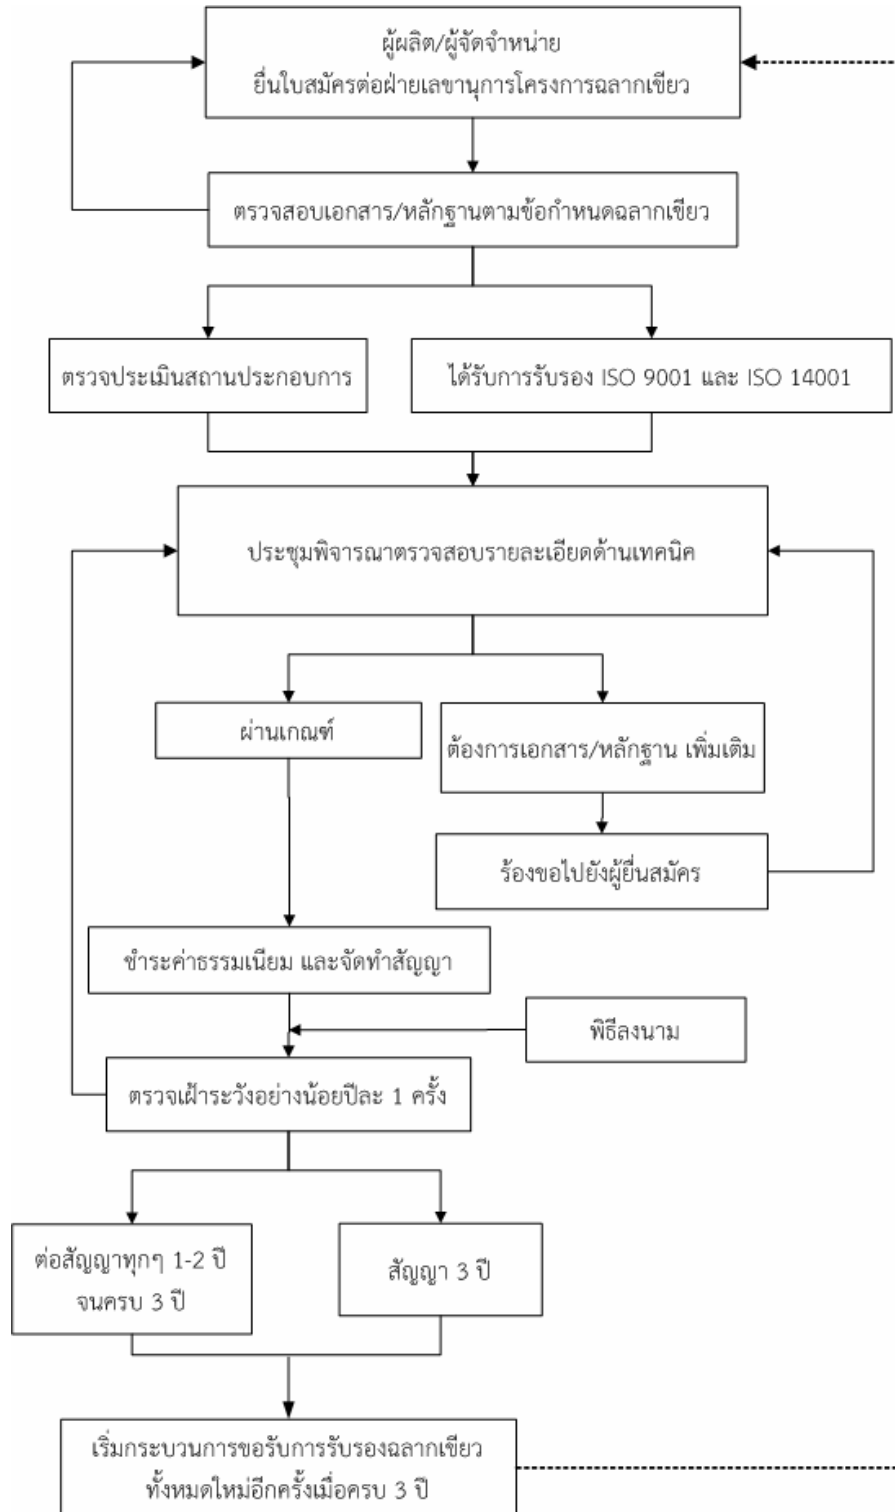 ผู้ผลิต/ผู้จัดจำหน่าย
ยื่นใบสมัครต่อฝ่ายเลขานุการโครงการฉลากเขียว
ตรวจสอบเอกสาร/หลักฐานตามข้อกำหนดฉลากเขียว
ตรวจประเมินสถานประกอบการ
ได้รับการรับรอง ISO 9001 และ ISO 14001
ประชุมพิจารณาตรวจสอบรายละเอียดด้านเทคนิค
ผ่านเกณฑ์
ต้องการเอกสาร/หลักฐาน เพิ่มเติม
ร้องขอไปยังผู้ยื่นสมัคร
ชำระค่าธรรมเนียม และจัดทำสัญญา
พิธีลงนาม
ตรวจเฝ้าระวังอย่างน้อยปีละ 1 ครั้ง
ต่อสัญญาทุกๆ 1-2 ปี
จนครบ 3 ปี
สัญญา 3 ปี
เริ่มกระบวนการขอรับการรับรองฉลากเขียว
ทั้งหมดใหม่อีกครั้งเมื่อครบ 3 ปี